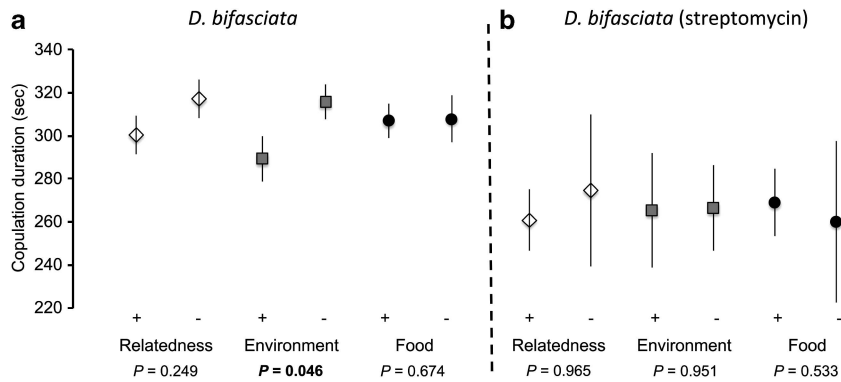 a
D. bifasciata
b
D. bifasciata (streptomycin)
Copulation duration (sec)
340
320
300
280
260
240
220
+ - + - + -
Relatedness Environment Food
P = 0.249 P = 0.046 P = 0.674
+ - + - + -
Relatedness Environment Food
P = 0.965 P = 0.951 P = 0.533